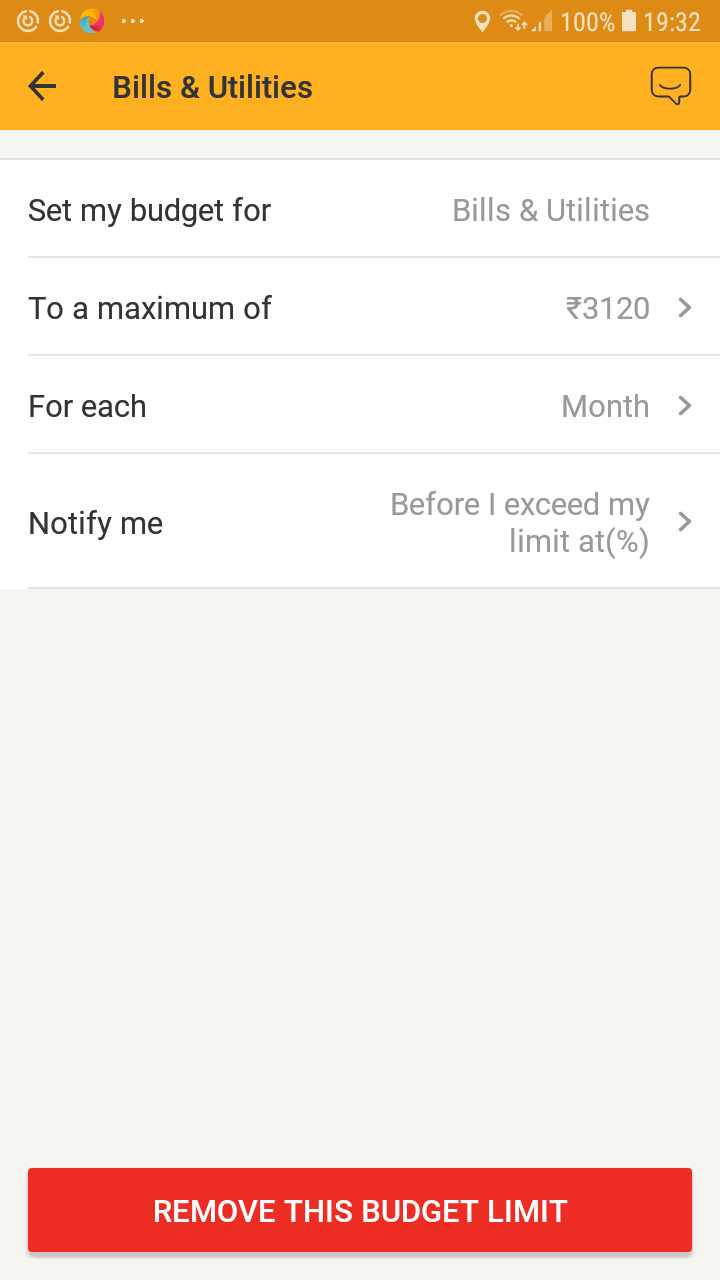 100% 19:32
Bills & Utilities
Set my budget for Bills & Utilities
To a maximum of ₹3120
For each Month
Notify me Before I exceed my
limit at(%)
REMOVE THIS BUDGET LIMIT